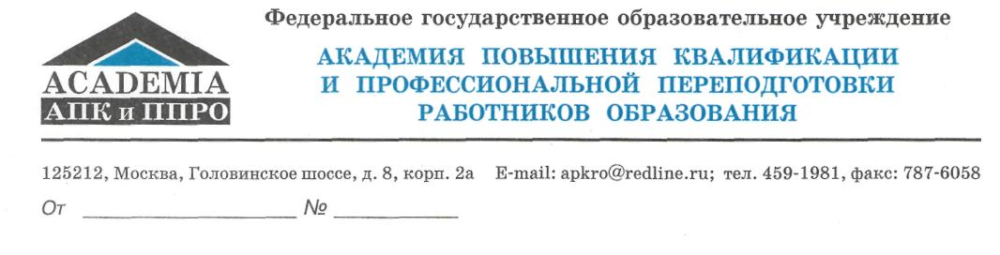 Федеральное государственное образовательное учреждение
АКАДЕМИЯ ПОВЫШЕНИЯ КВАЛИФИКАЦИИ
И ПРОФЕССИОНАЛЬНОЙ ПЕРЕПОДГОТОВКИ
РАБОТНИКОВ ОБРАЗОВАНИЯ
ACADEMIA
АПК и ППРО
125212, Москва, Головинское шоссе, д. 8, корп. 2а E-mail: apkro@redline.ru; тел. 459-1981, факс: 787-6058
От ________________ № __________